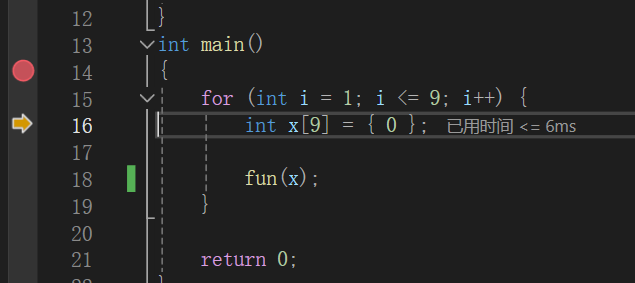 12 }
13 int main()
14 {
15 for (int i = 1; i <= 9; i++) {
16 int x[9] = { 0 }; 已用时间 <= 6ms
17
18 fun(x);
19 }
20
21 return 0;